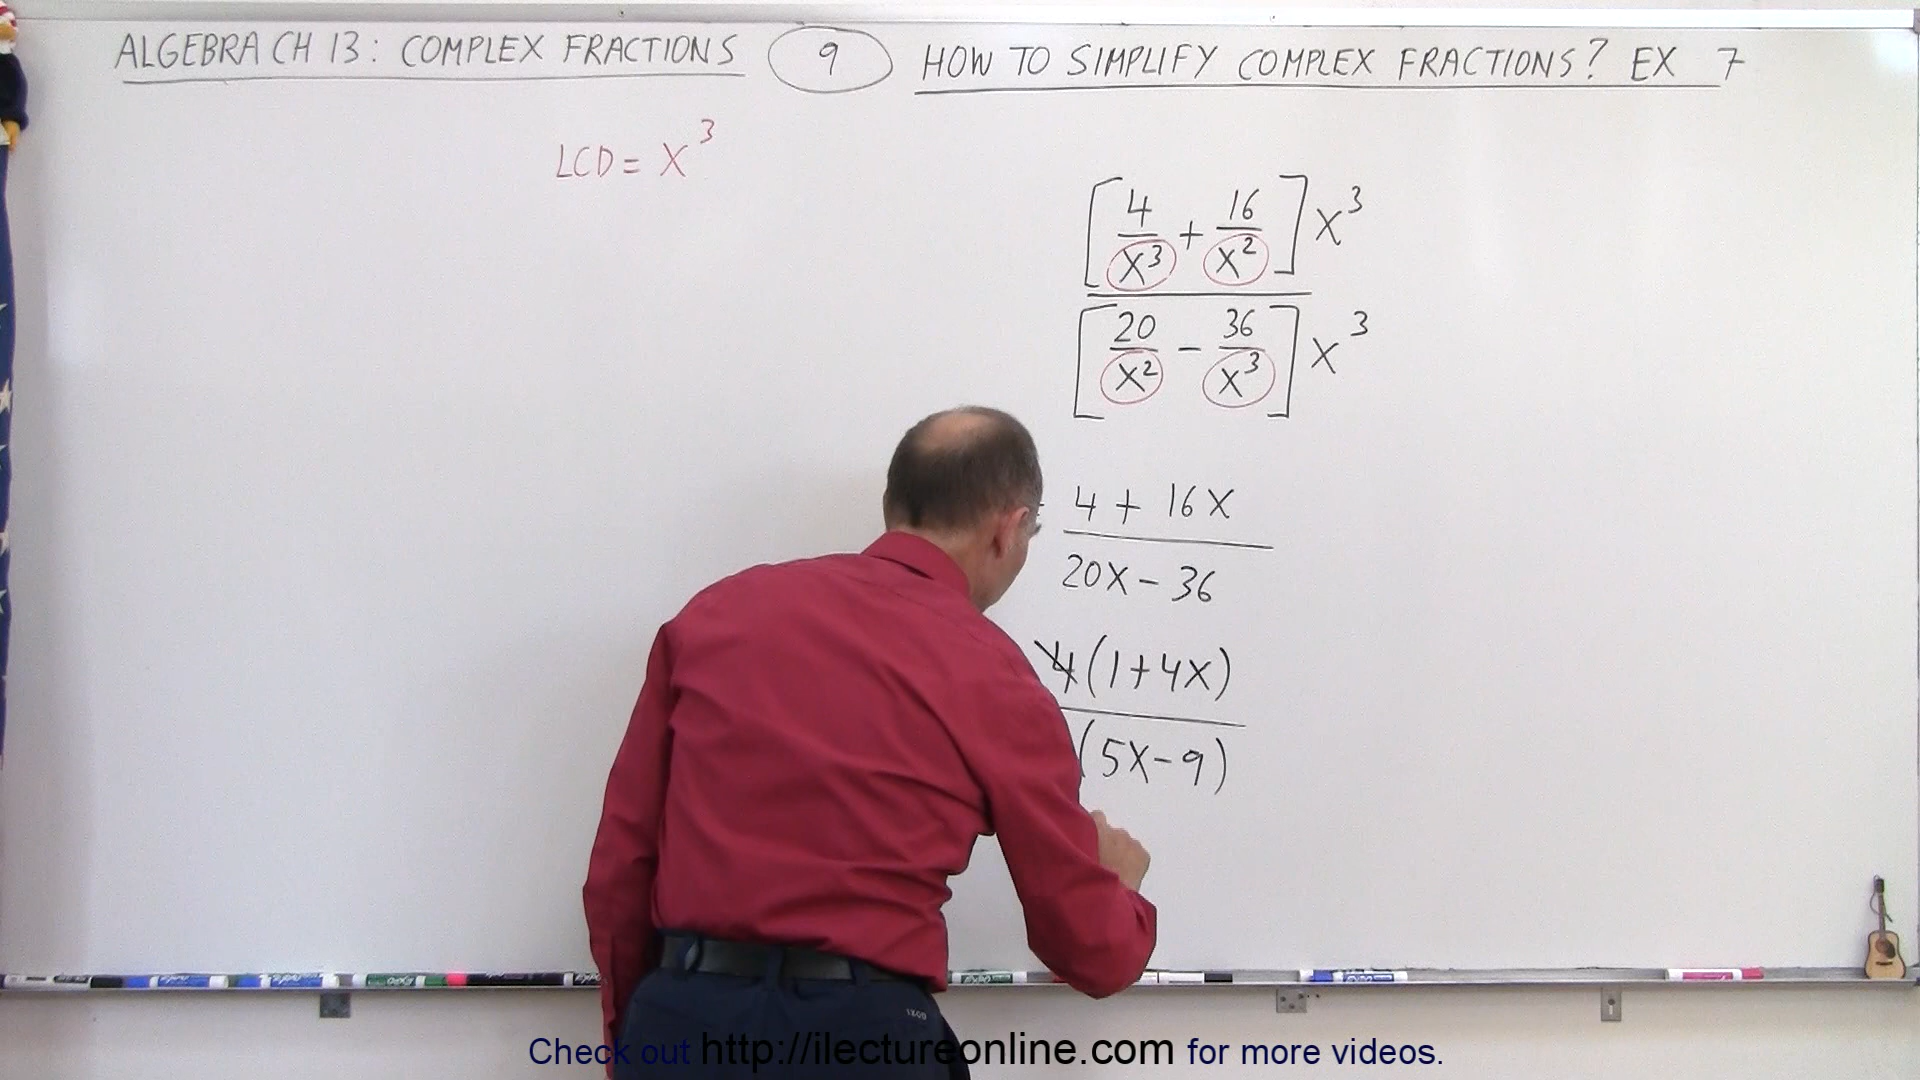 ALGEBRA CH 13: COMPLEX FRACTIONS 9 HOW TO SIMPLIFY COMPLEX FRACTIONS? EX 7
LCD = X³
[4/X³ + 16/X²] X³
[20/X² - 36/X³] X³
4 + 16X
20X - 36
4(1+4X)
(5X-9)
IZOD
Check out http://ilectureonline.com for more videos.